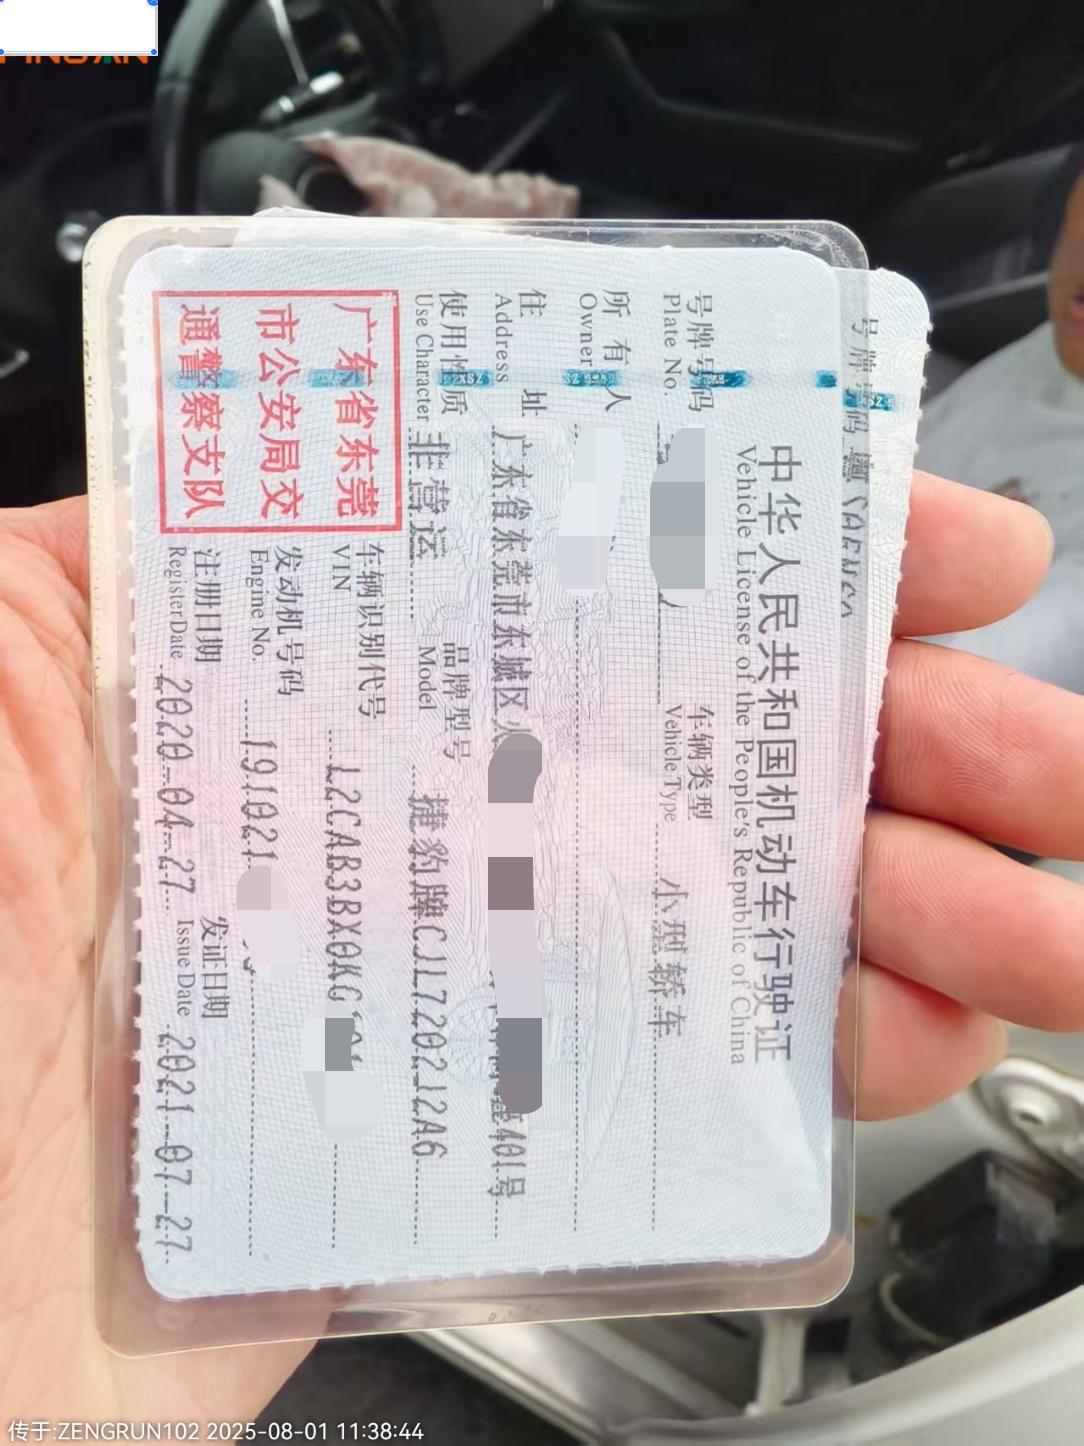 中华人民共和国机动车行驶证
Vehicle License of the People's Republic of China
号牌号码
Plate No.
车辆类型 小型轿车
Vehicle Type
所有人
Owner
住址 广东省东莞市东城区
Address
401号
使用性质 非营运
Use Character
品牌型号 捷豹牌CJL720212A6
Model
广东省东莞
市公安局交
通警察支队
车辆识别代号 L2CAB3BX0KG
VIN
发动机号码 191021
Engine No.
注册日期 2020-04-27
Register Date
发证日期 2021-07-27
Issue Date
号牌号码
传于:ZENGRUN102 2025-08-01 11:38:44